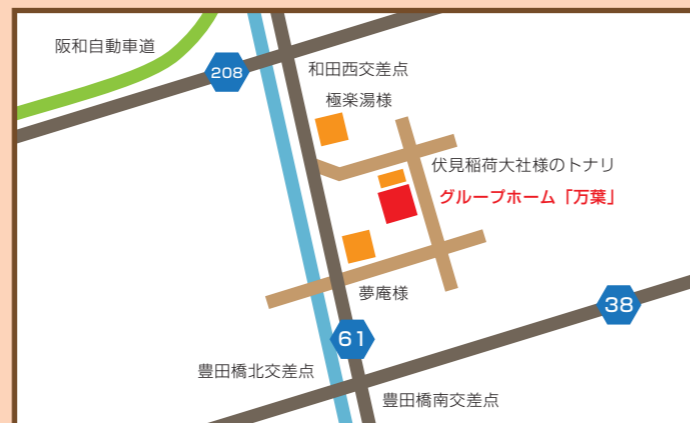 阪和自動車道
208
和田西交差点
極楽湯様
伏見稲荷大社様のトナリ
グループホーム「万葉」
夢庵様
38
61
豊田橋北交差点
豊田橋南交差点